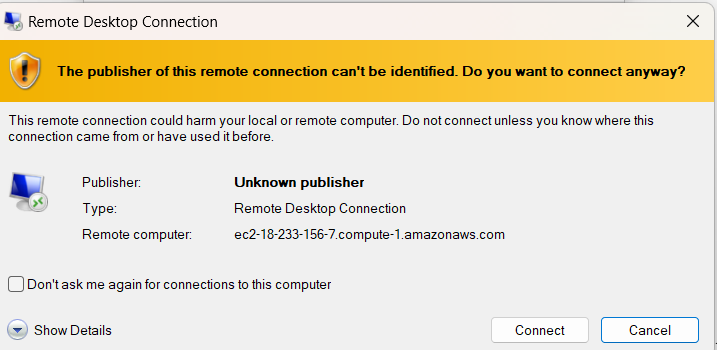 Remote Desktop Connection
The publisher of this remote connection can't be identified. Do you want to connect anyway?
This remote connection could harm your local or remote computer. Do not connect unless you know where this
connection came from or have used it before.
Publisher: Unknown publisher
Type: Remote Desktop Connection
Remote computer: ec2-18-233-156-7.compute-1.amazonaws.com
Don't ask me again for connections to this computer
Show Details Connect Cancel